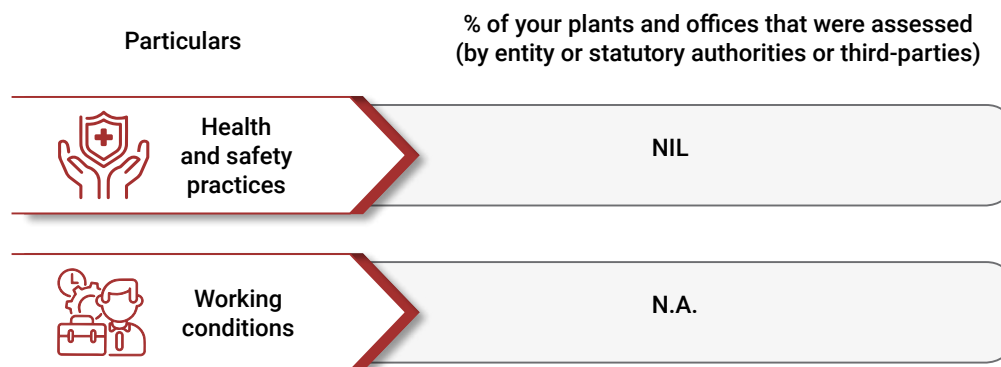 Particulars
% of your plants and offices that were assessed
(by entity or statutory authorities or third-parties)
Health
and safety
practices
NIL
Working
conditions
N.A.